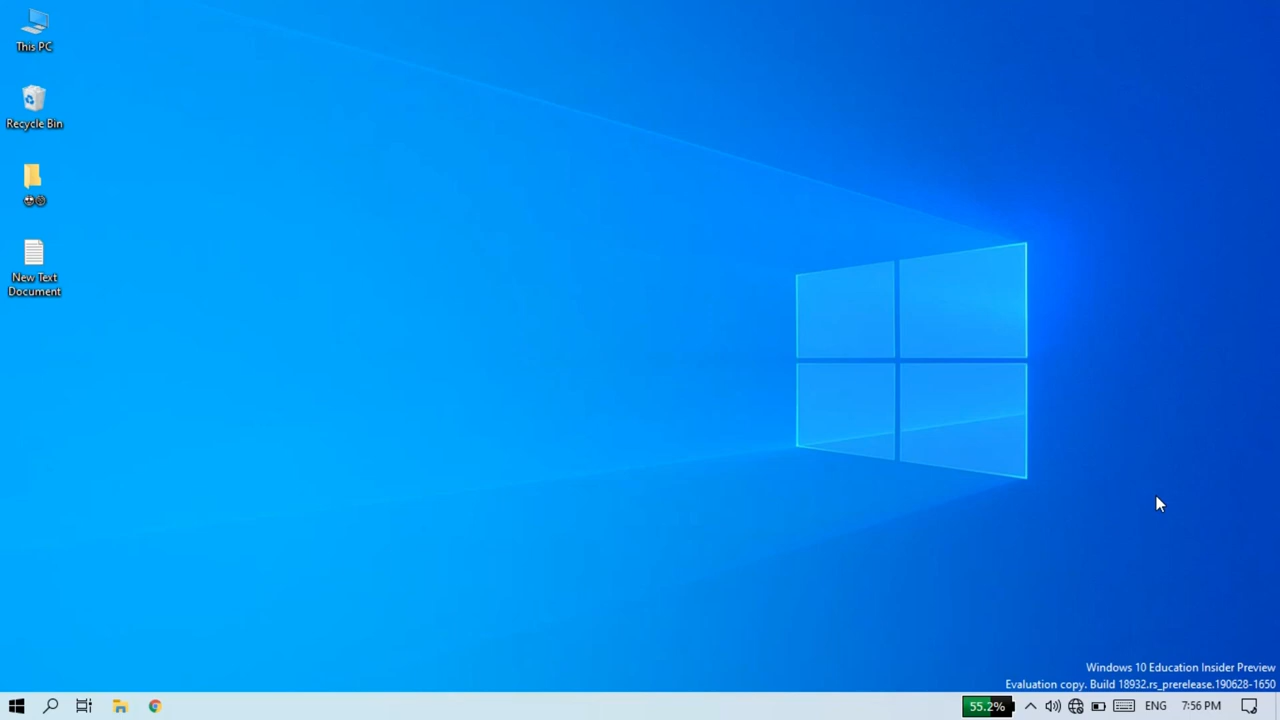 This PC
Recycle Bin
New Text
Document
Windows 10 Education Insider Preview
Evaluation copy. Build 18932.rs_prerelease.190628-1650
55.2%
ENG
7:56 PM